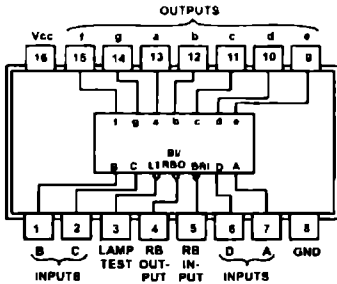 OUTPUTS
Vcc f g a b c d e
16 15 14 13 12 11 10 9
f g a b c d e
BI/
B C LT RBO BRI D A
1 2 3 4 5 6 7 8
B C LAMP RB RB D A GND
TEST OUT- IN-
PUT PUT
INPUTS INPUTS